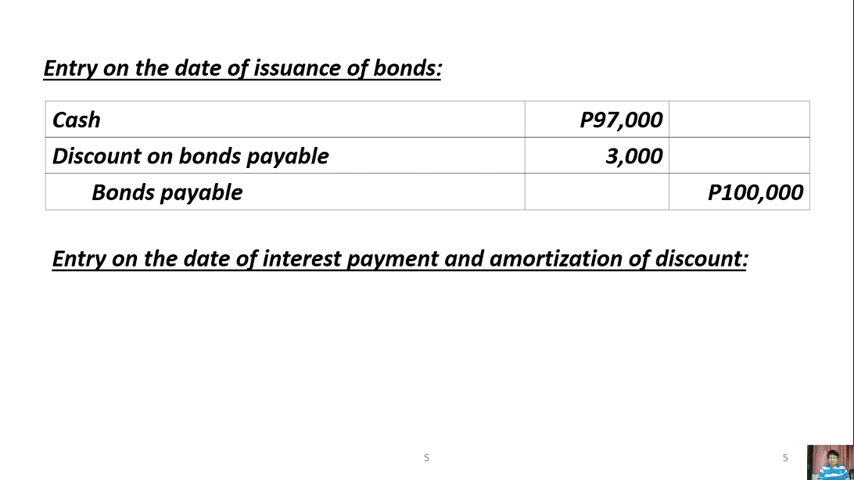 Entry on the date of issuance of bonds:
Cash P97,000
Discount on bonds payable 3,000
Bonds payable P100,000
Entry on the date of interest payment and amortization of discount:
5 5